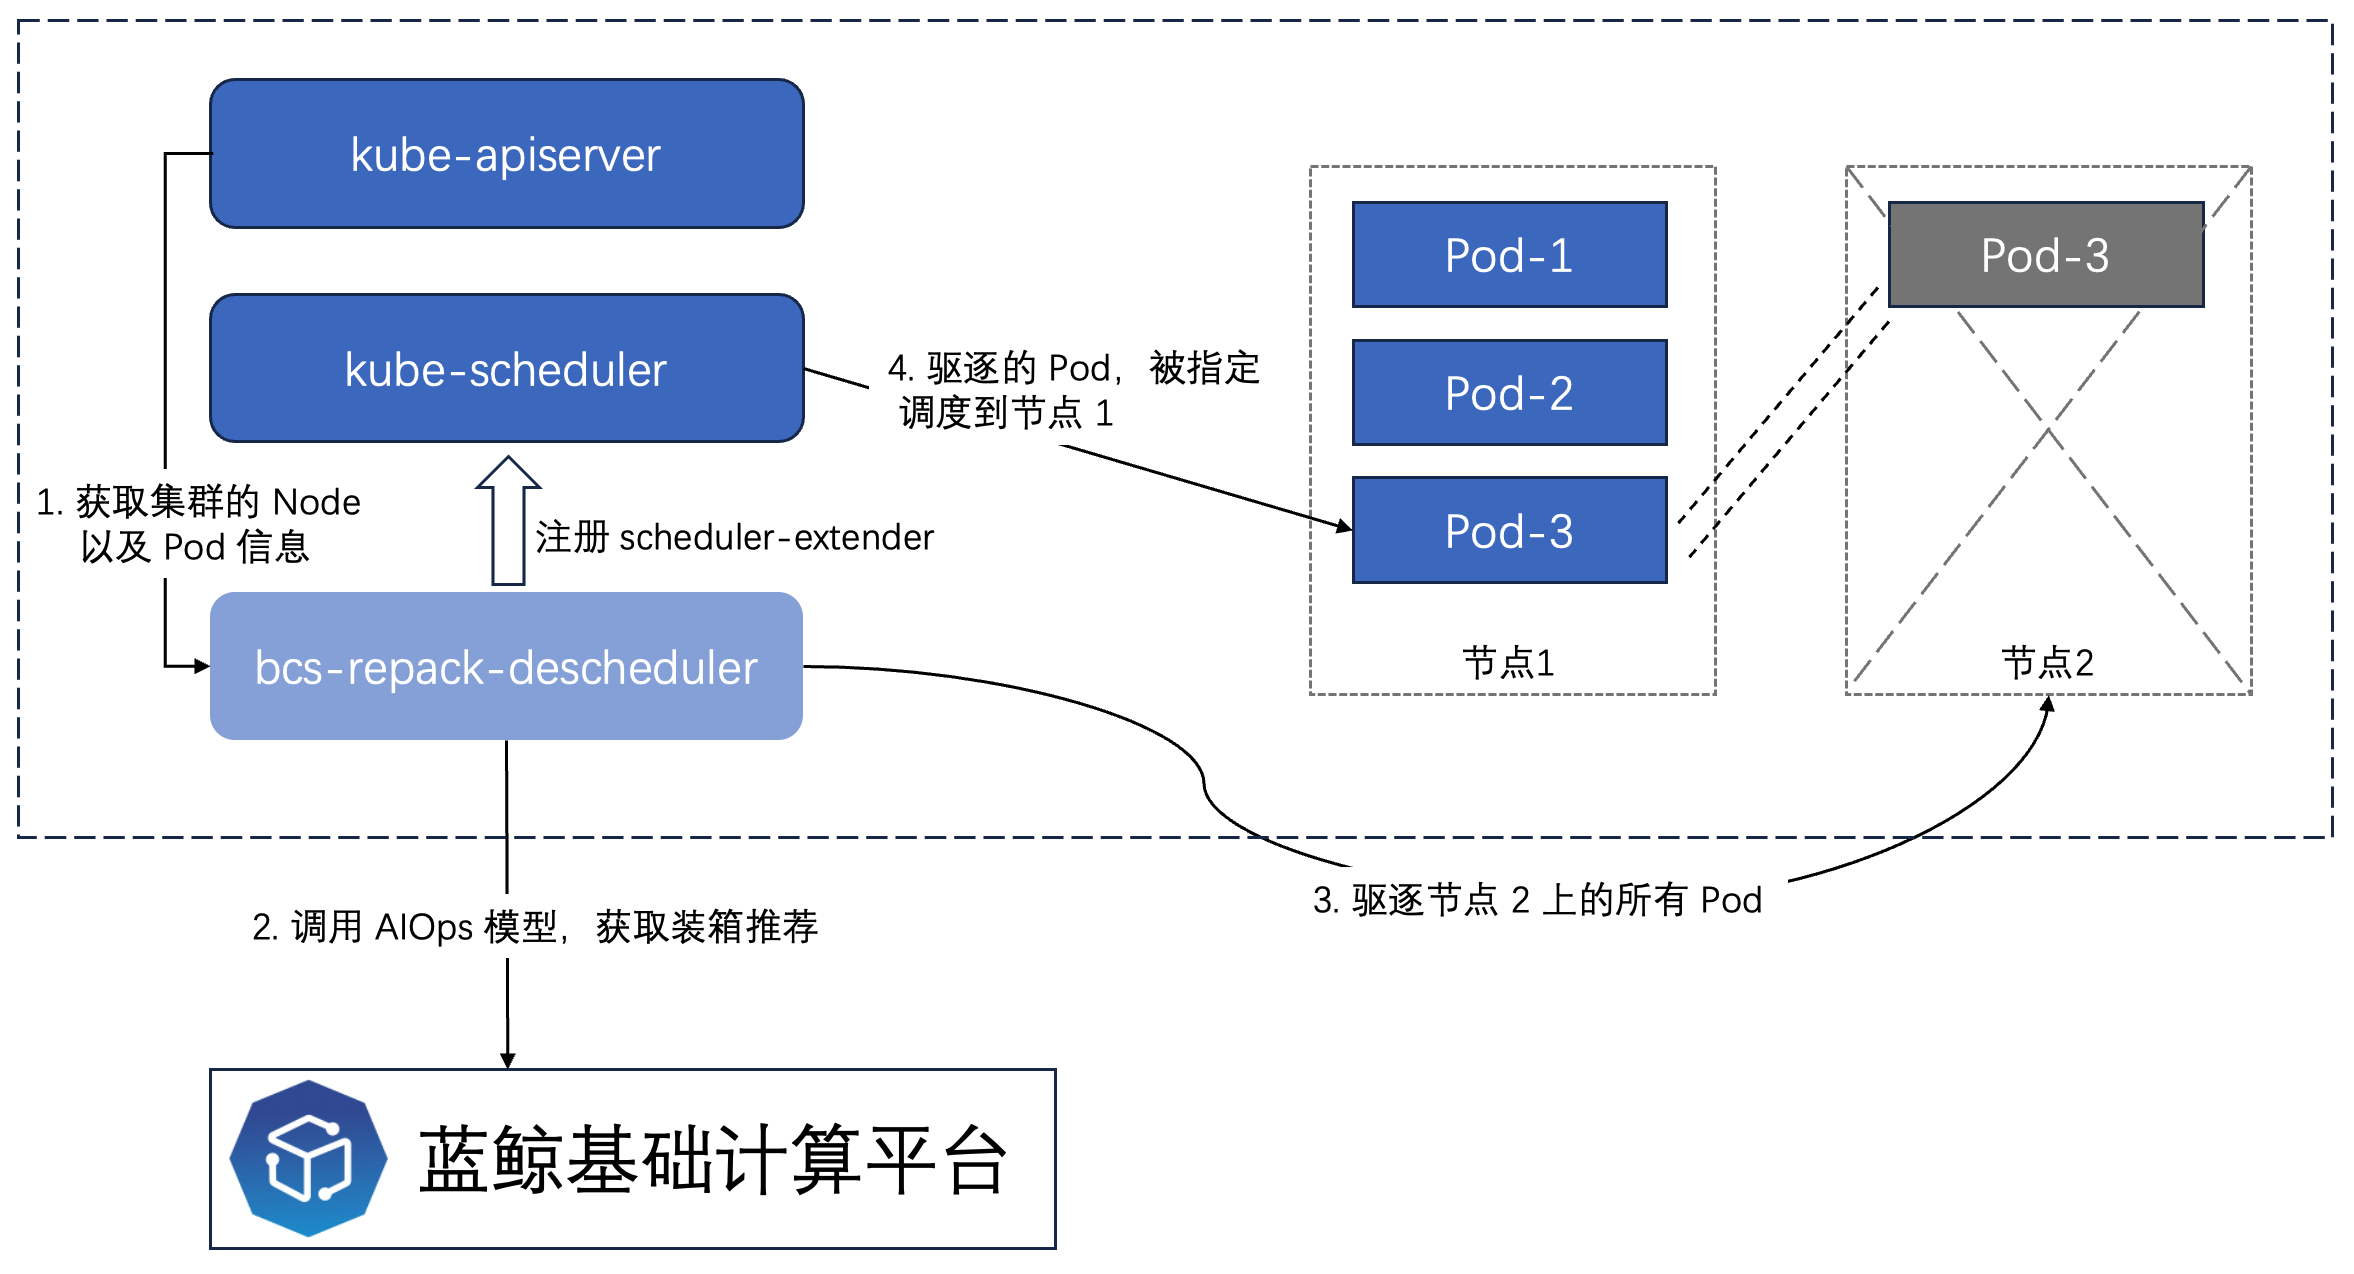 kube-apiserver
kube-scheduler
1. 获取集群的 Node
以及 Pod 信息
注册 scheduler-extender
bcs-repack-descheduler
4. 驱逐的 Pod，被指定
调度到节点 1
Pod-1
Pod-2
Pod-3
节点1
Pod-3
节点2
3. 驱逐节点 2 上的所有 Pod
2. 调用 AIOps 模型，获取装箱推荐
蓝鲸基础计算平台